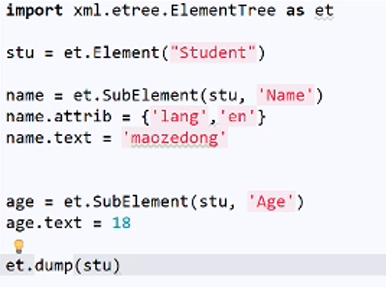 import xml.etree.ElementTree as et
stu = et.Element("Student")
name = et.SubElement(stu, 'Name')
name.attrib = {'lang','en'}
name.text = 'maozedong'
age = et.SubElement(stu, 'Age')
age.text = 18
et.dump(stu)